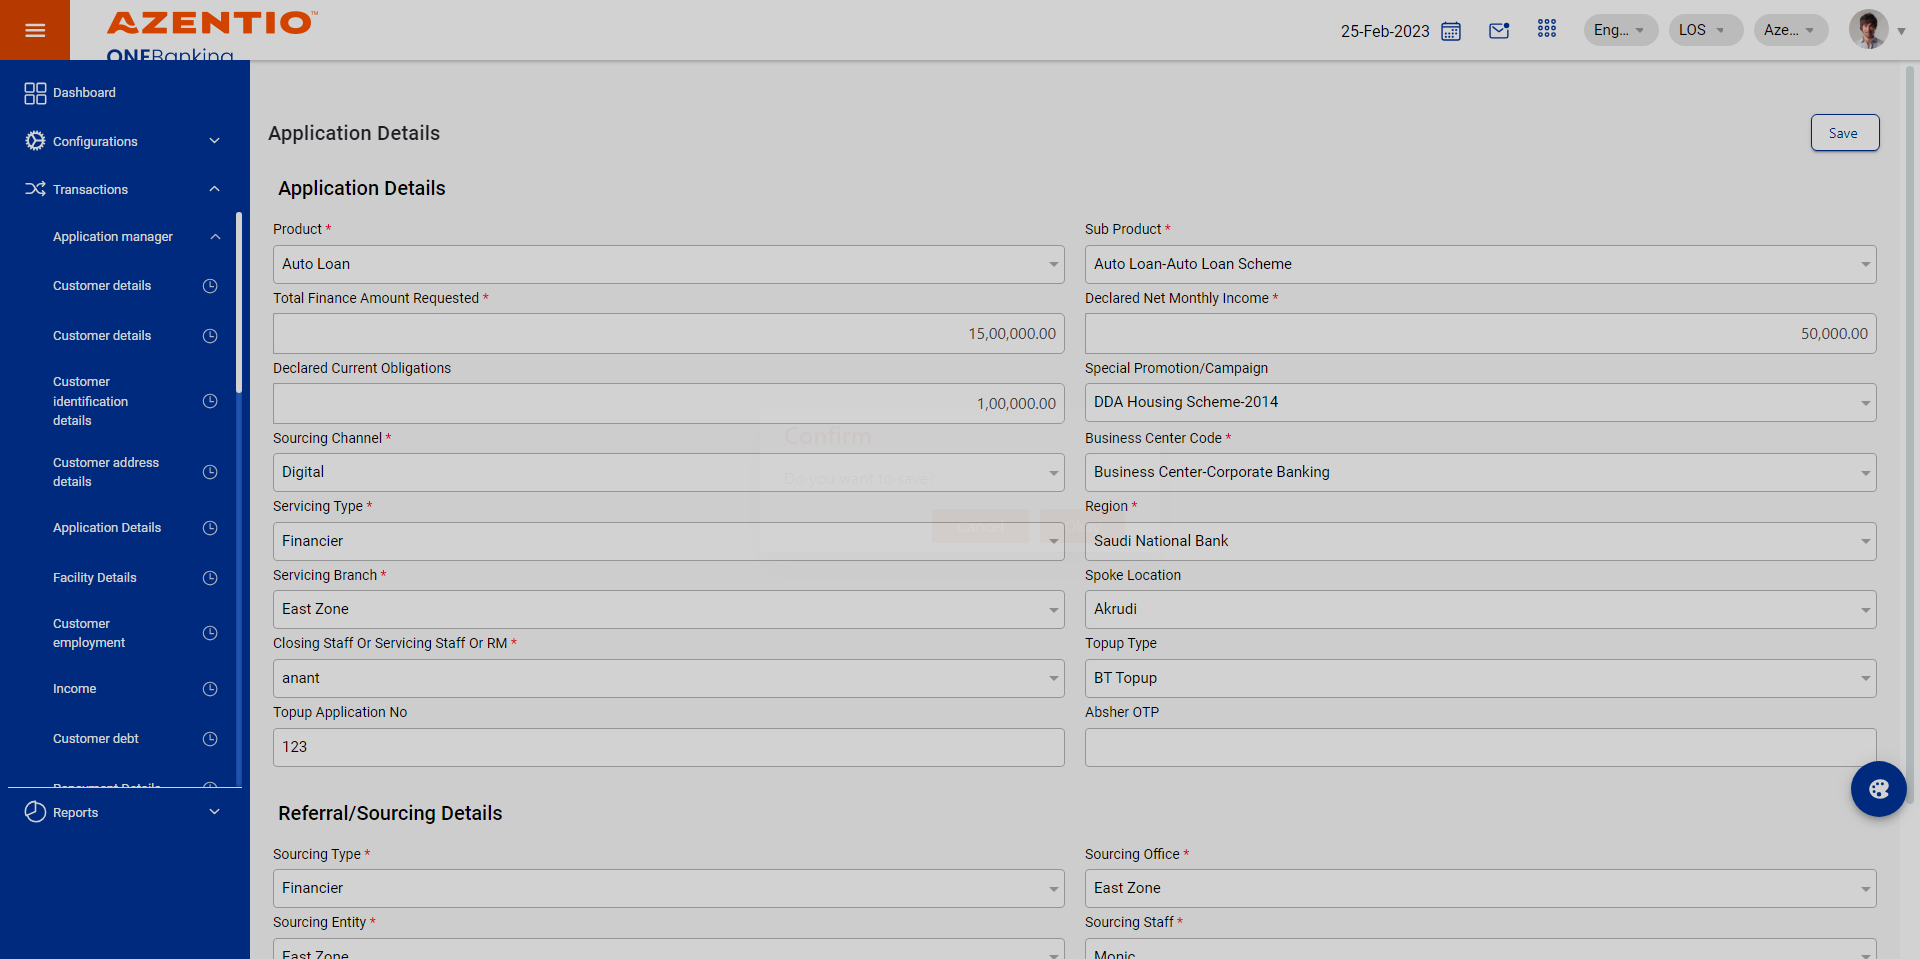 AZENTIO™
ONEBanking
25-Feb-2023
Eng...
LOS
Aze...
Dashboard
Configurations
Transactions
Application manager
Customer details
Customer details
Customer
identification
details
Customer address
details
Application Details
Facility Details
Customer
employment
Income
Customer debt
Repayment Details
Reports
Application Details
Save
Application Details
Product *
Sub Product *
Auto Loan
Auto Loan-Auto Loan Scheme
Total Finance Amount Requested *
Declared Net Monthly Income *
15,00,000.00
50,000.00
Declared Current Obligations
Special Promotion/Campaign
1,00,000.00
DDA Housing Scheme-2014
Confirm
Do you want to save?
Cancel
Sourcing Channel *
Business Center Code *
Digital
Business Center-Corporate Banking
Servicing Type *
Region *
Financier
Saudi National Bank
Servicing Branch *
Spoke Location
East Zone
Akrudi
Closing Staff Or Servicing Staff Or RM *
Topup Type
anant
BT Topup
Topup Application No
Absher OTP
123
Referral/Sourcing Details
Sourcing Type *
Sourcing Office *
Financier
East Zone
Sourcing Entity *
Sourcing Staff *
East Zone
Monic